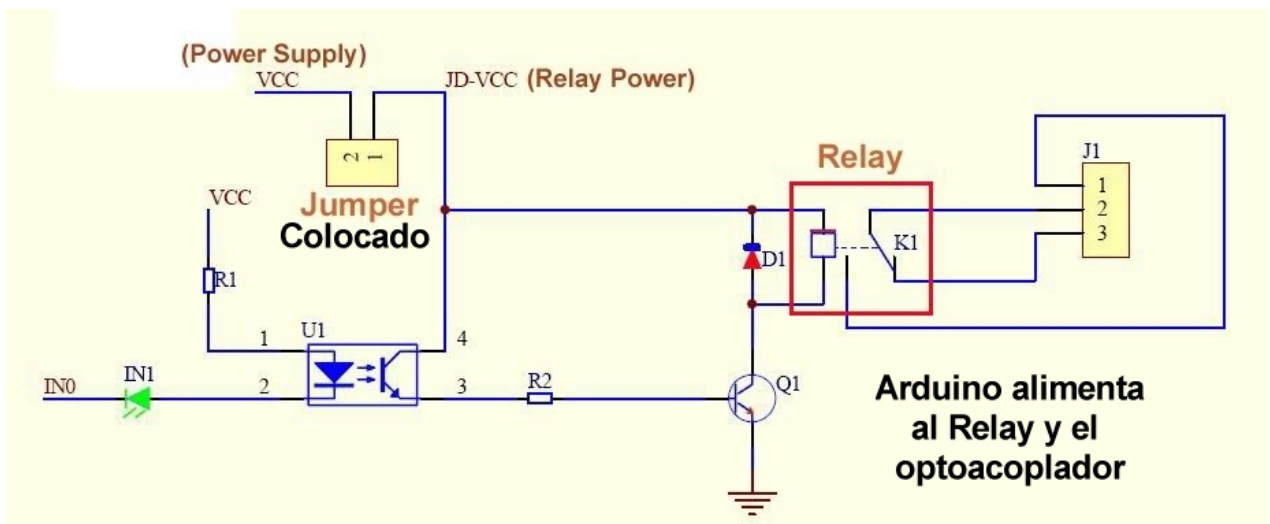 (Power Supply)
VCC
JD-VCC (Relay Power)
2 1
Jumper
Colocado
VCC
R1
U1
1
4
IN0
IN1
2
3
R2
Q1
D1
Relay
K1
J1
1
2
3
Arduino alimenta
al Relay y el
optoacoplador